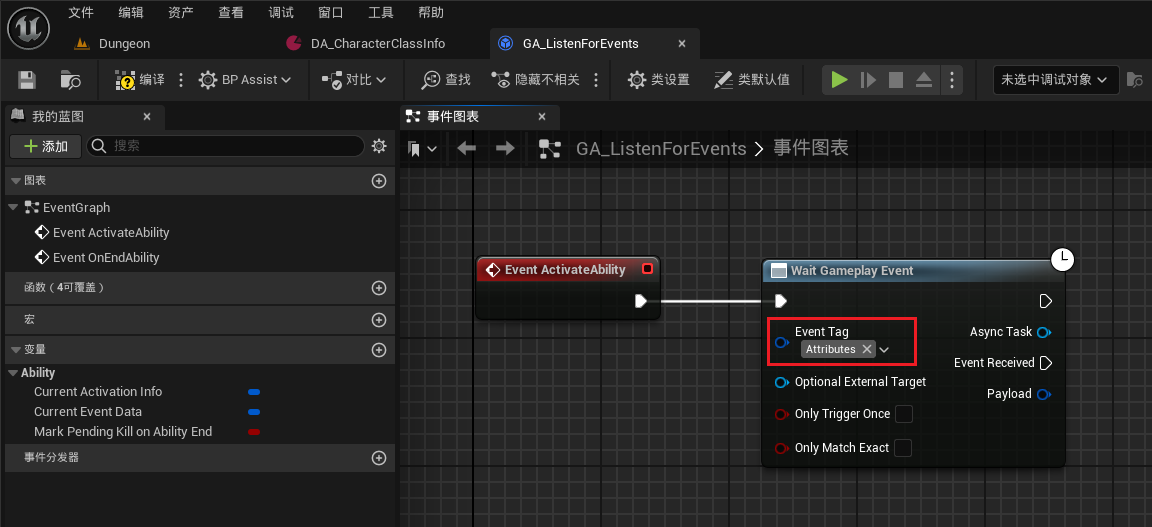 文件 编辑 资产 查看 调试 窗口 工具 帮助
Dungeon DA_CharacterClassInfo GA_ListenForEvents
编译 BP Assist 对比 查找 隐藏不相关 类设置 类默认值 未选中调试对象
我的蓝图
事件图表
添加 搜索
GA_ListenForEvents > 事件图表
图表
EventGraph
Event ActivateAbility
Event OnEndAbility
函数（4可覆盖）
宏
变量
Ability
Current Activation Info
Current Event Data
Mark Pending Kill on Ability End
事件分发器
Event ActivateAbility
Wait Gameplay Event
Event Tag
Attributes
Async Task
Event Received
Optional External Target
Payload
Only Trigger Once
Only Match Exact